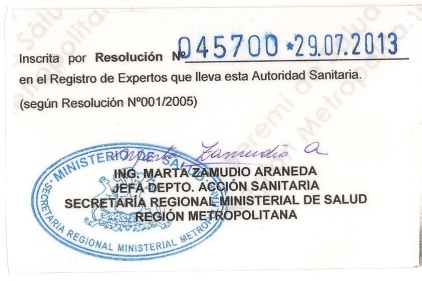 Inscrita por Resolución Nº 045700 *29.07.2013
en el Registro de Expertos que lleva esta Autoridad Sanitaria.
(según Resolución Nº001/2005)
Marta Zamudio A
MINISTERIO DE SALUD
ING. MARTA ZAMUDIO ARANEDA
JEFA DEPTO. ACCIÓN SANITARIA
SECRETARÍA REGIONAL MINISTERIAL DE SALUD
REGIÓN METROPOLITANA
SECRETARIA REGIONAL MINISTERIAL METROP